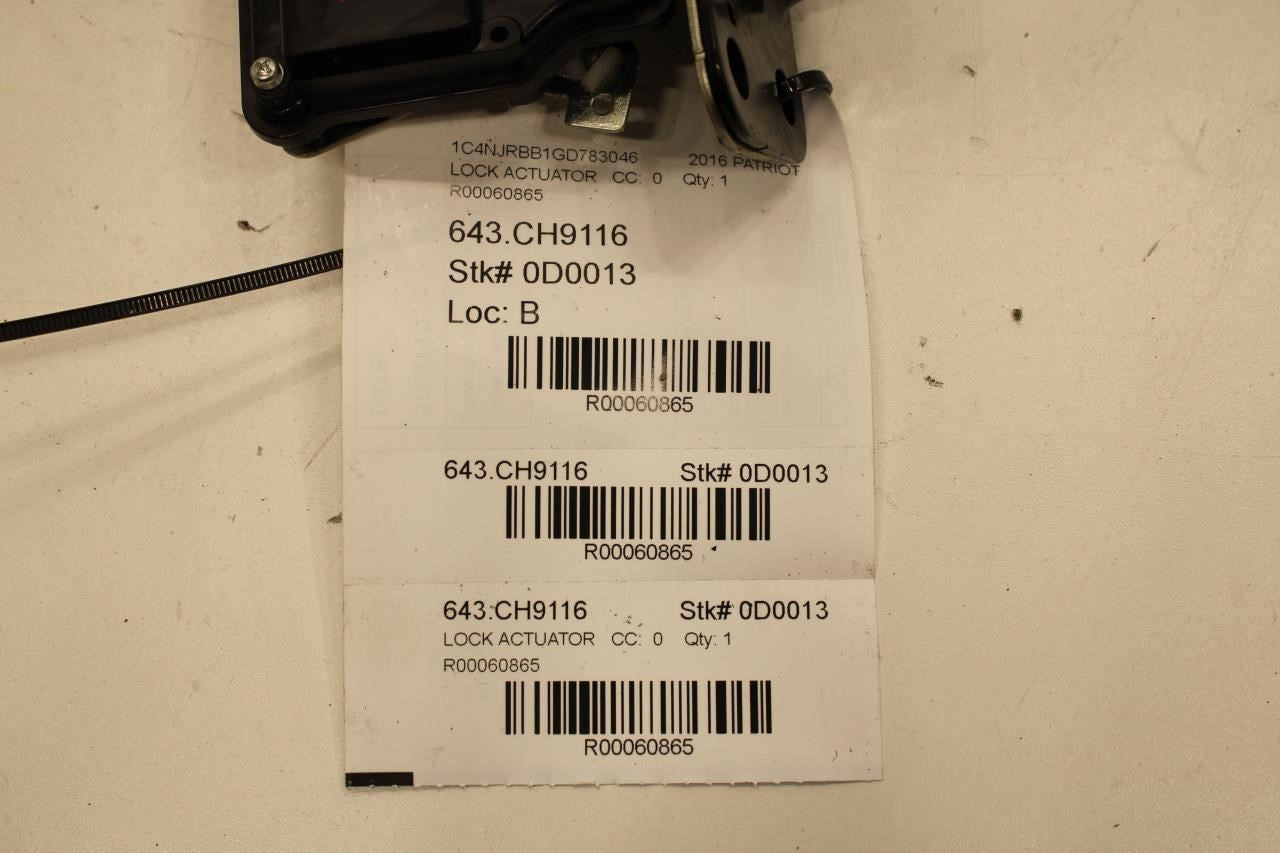 1C4NJRBB1GD783046 2016 PATRIOT
LOCK ACTUATOR CC: 0 Qty: 1
R00060865
643.CH9116
Stk# 0D0013
Loc: B
R00060865
643.CH9116 Stk# 0D0013
R00060865
643.CH9116 Stk# 0D0013
LOCK ACTUATOR CC: 0 Qty: 1
R00060865
R00060865